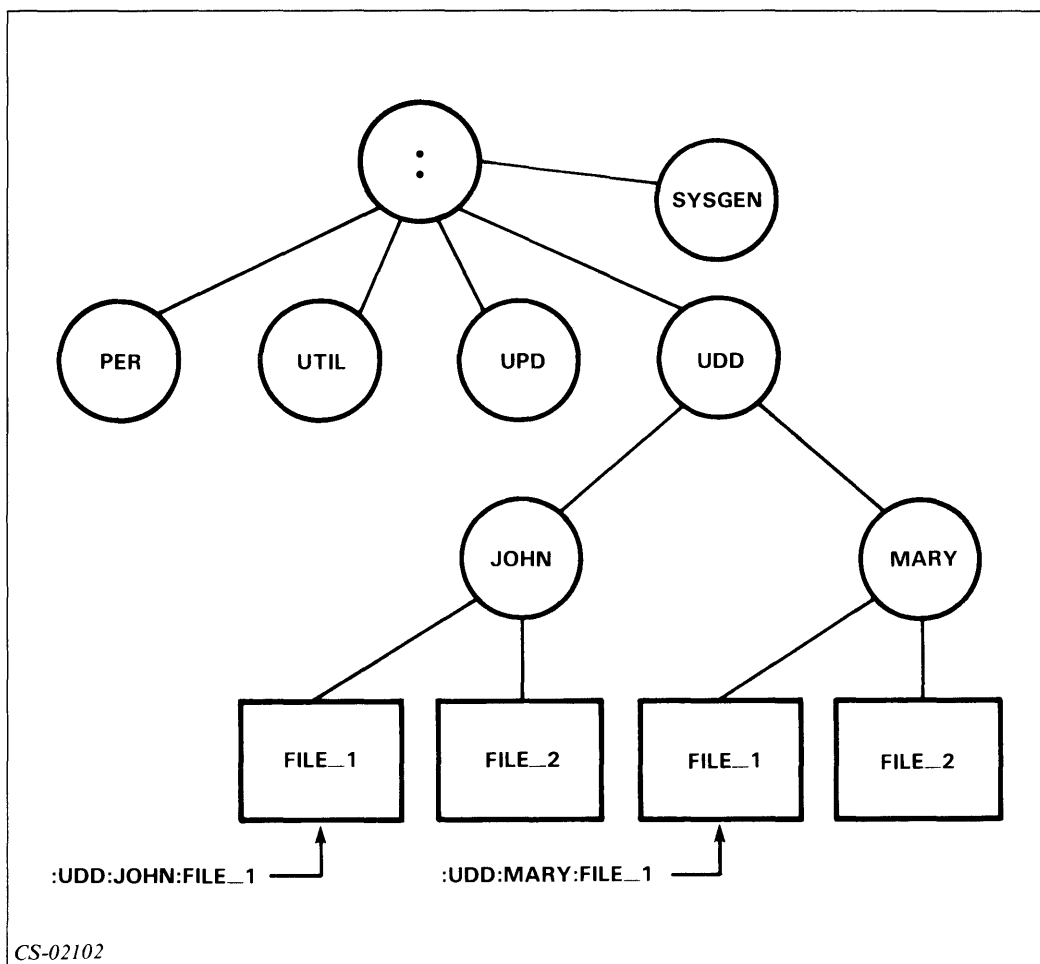 :
SYSGEN
PER UTIL UPD UDD
JOHN MARY
FILE_1 FILE_2 FILE_1 FILE_2
:UDD:JOHN:FILE_1 :UDD:MARY:FILE_1
CS-02102